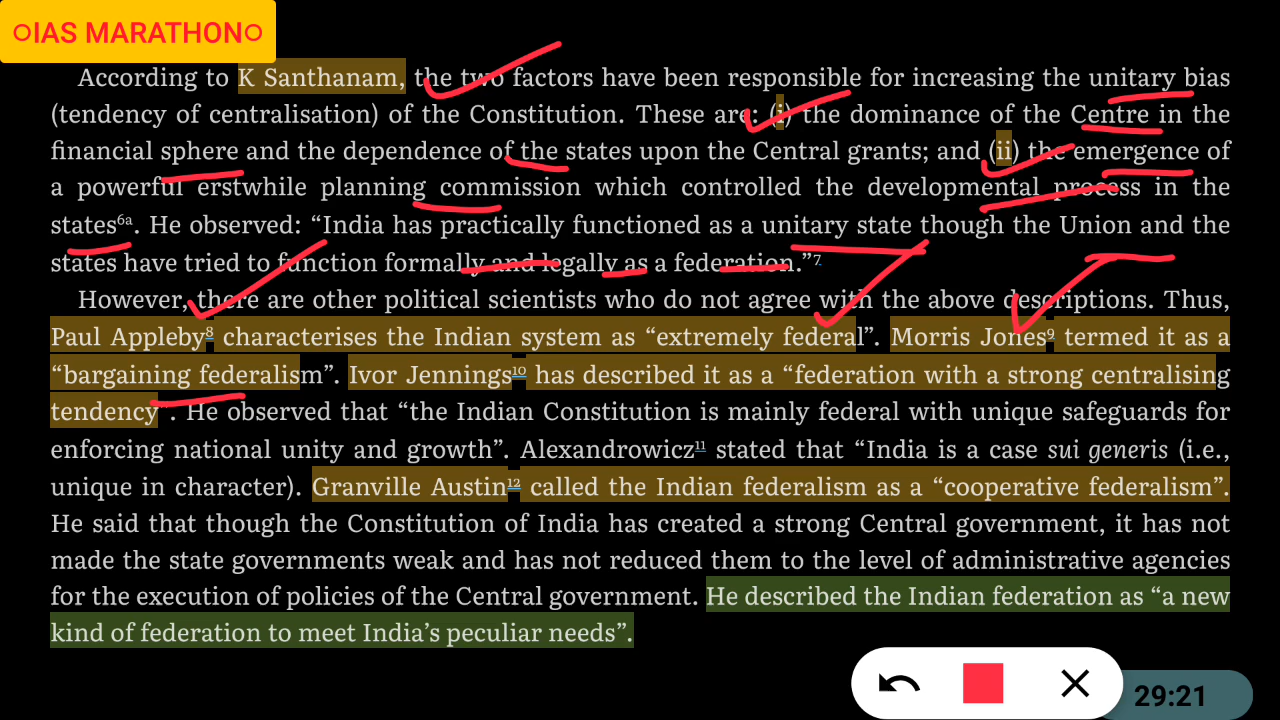 ○IAS MARATHON○
According to K Santhanam, the two factors have been responsible for increasing the unitary bias
(tendency of centralisation) of the Constitution. These are: (i) the dominance of the Centre in the
financial sphere and the dependence of the states upon the Central grants; and (ii) the emergence of
a powerful erstwhile planning commission which controlled the developmental process in the
states6a. He observed: “India has practically functioned as a unitary state though the Union and the
states have tried to function formally and legally as a federation.”7
However, there are other political scientists who do not agree with the above descriptions. Thus,
Paul Appleby8 characterises the Indian system as “extremely federal”. Morris Jones9 termed it as a
“bargaining federalism”. Ivor Jennings10 has described it as a “federation with a strong centralising
tendency”. He observed that “the Indian Constitution is mainly federal with unique safeguards for
enforcing national unity and growth”. Alexandrowicz11 stated that “India is a case sui generis (i.e.,
unique in character). Granville Austin12 called the Indian federalism as a “cooperative federalism”.
He said that though the Constitution of India has created a strong Central government, it has not
made the state governments weak and has not reduced them to the level of administrative agencies
for the execution of policies of the Central government. He described the Indian federation as “a new
kind of federation to meet India’s peculiar needs”.
29:21